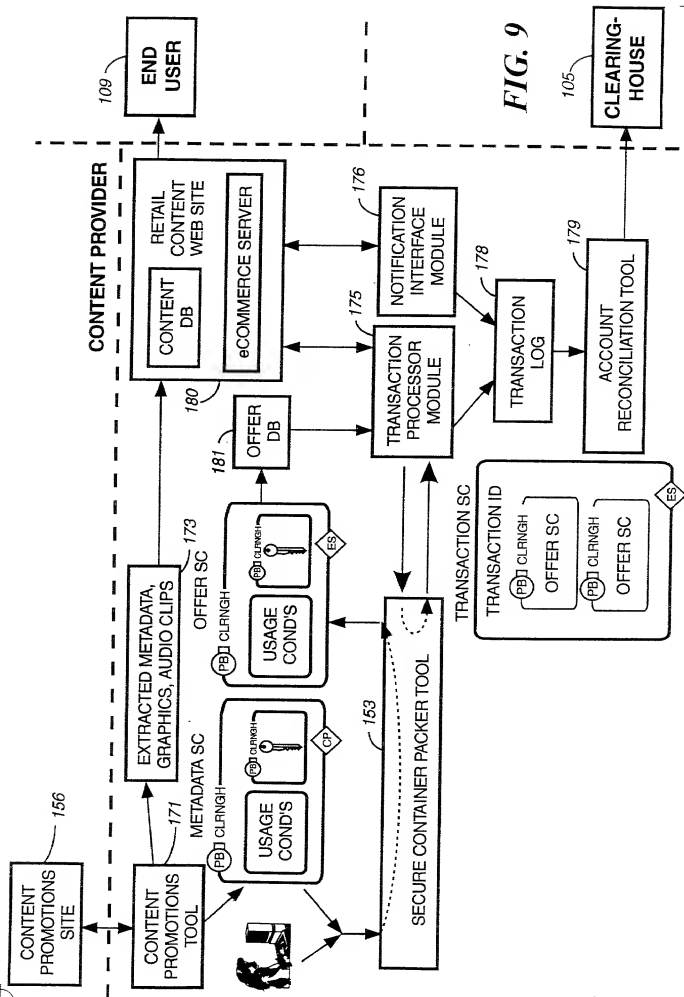 FIG. 9
CONTENT PROVIDER
156
CONTENT
PROMOTIONS
SITE
171
CONTENT
PROMOTIONS
TOOL
173
EXTRACTED METADATA,
GRAPHICS, AUDIO CLIPS
180
RETAIL
CONTENT
WEB SITE
CONTENT
DB
eCOMMERCE SERVER
109
END
USER
METADATA SC
PB CLRNGH
USAGE
COND'S
PB CLRNGH
CP
OFFER SC
PB CLRNGH
USAGE
COND'S
PB CLRNGH
ES
181
OFFER
DB
175
TRANSACTION
PROCESSOR
MODULE
176
NOTIFICATION
INTERFACE
MODULE
153
SECURE CONTAINER PACKER TOOL
178
TRANSACTION
LOG
TRANSACTION SC
TRANSACTION ID
PB CLRNGH
OFFER SC
PB CLRNGH
OFFER SC
ES
179
ACCOUNT
RECONCILIATION TOOL
105
CLEARING-
HOUSE